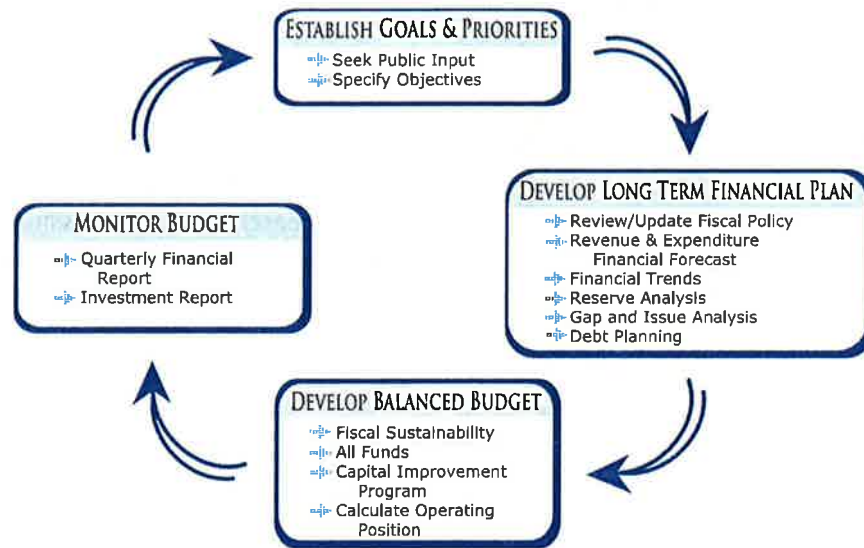 ESTABLISH GOALS & PRIORITIES
Seek Public Input
Specify Objectives
DEVELOP LONG TERM FINANCIAL PLAN
Review/Update Fiscal Policy
Revenue & Expenditure
Financial Forecast
Financial Trends
Reserve Analysis
Gap and Issue Analysis
Debt Planning
DEVELOP BALANCED BUDGET
Fiscal Sustainability
All Funds
Capital Improvement
Program
Calculate Operating
Position
MONITOR BUDGET
Quarterly Financial
Report
Investment Report